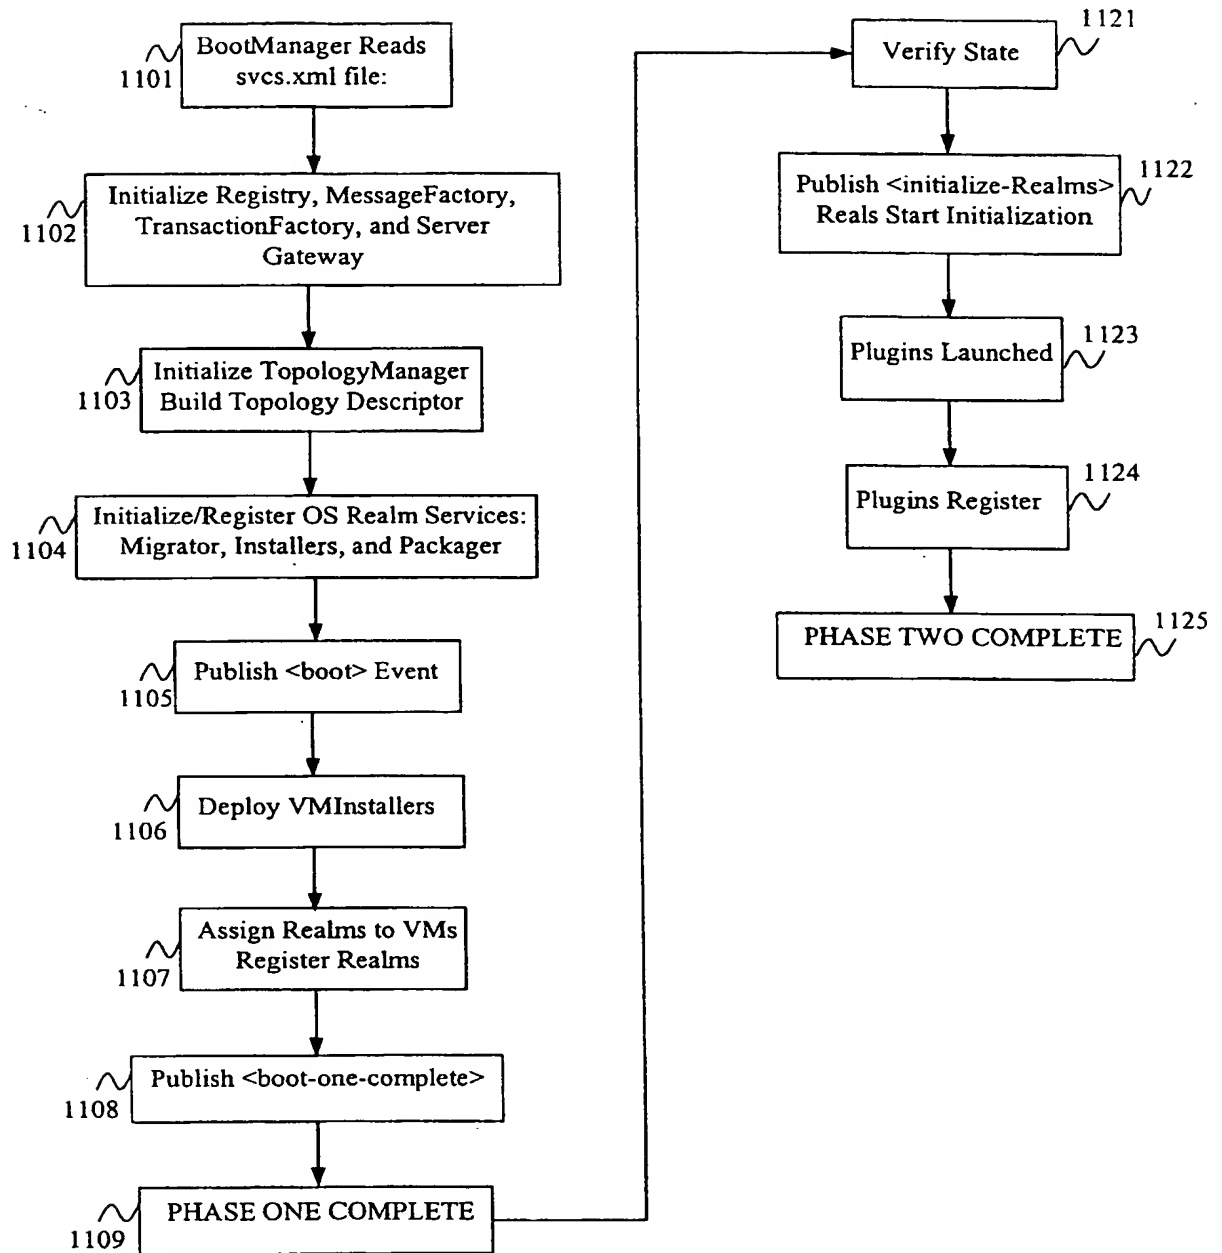 BootManager Reads
svcs.xml file:
1101
Initialize Registry, MessageFactory,
TransactionFactory, and Server
Gateway
1102
Initialize TopologyManager
Build Topology Descriptor
1103
Initialize/Register OS Realm Services:
Migrator, Installers, and Packager
1104
Publish <boot> Event
1105
Deploy VMInstallers
1106
Assign Realms to VMs
Register Realms
1107
Publish <boot-one-complete>
1108
PHASE ONE COMPLETE
1109
Verify State
1121
Publish <initialize-Realms>
Reals Start Initialization
1122
Plugins Launched
1123
Plugins Register
1124
PHASE TWO COMPLETE
1125